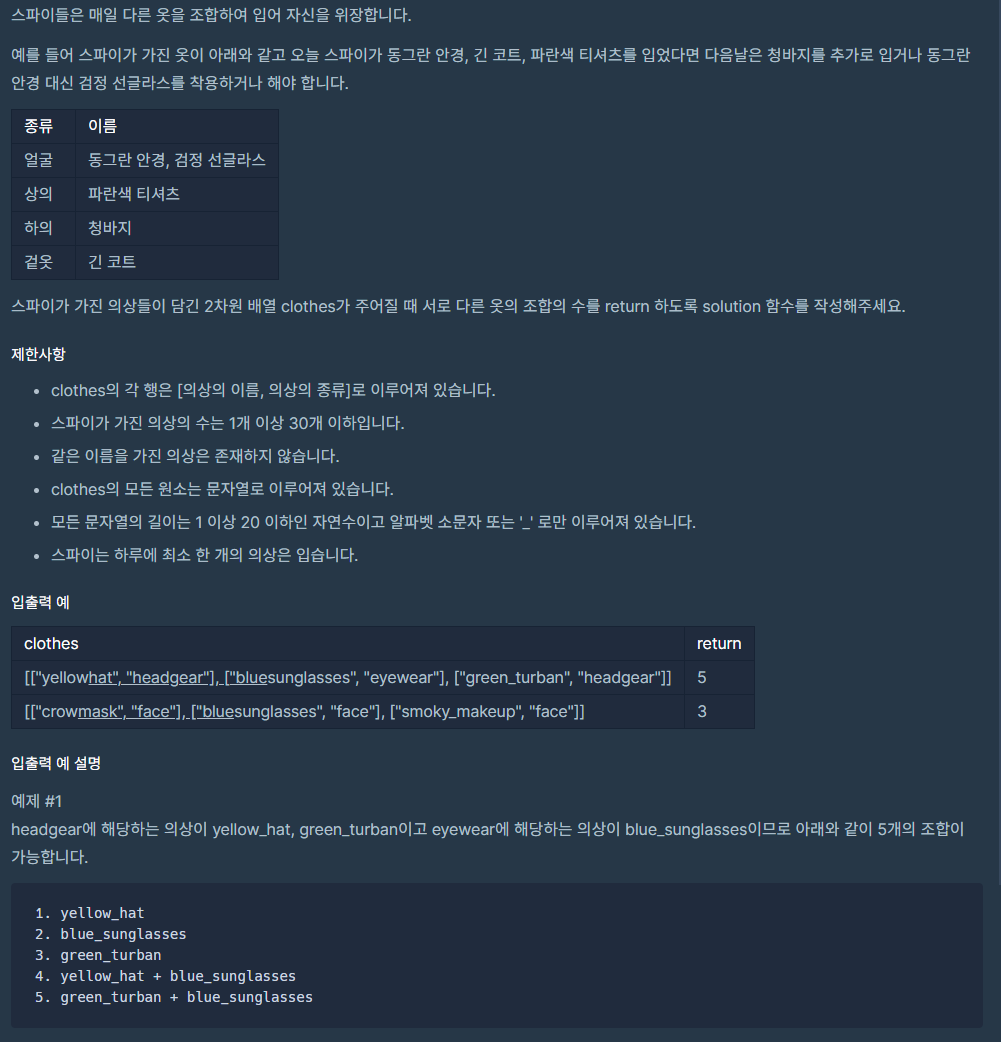 스파이들은 매일 다른 옷을 조합하여 입어 자신을 위장합니다.
예를 들어 스파이가 가진 옷이 아래와 같고 오늘 스파이가 동그란 안경, 긴 코트, 파란색 티셔츠를 입었다면 다음날은 청바지를 추가로 입거나 동그란
안경 대신 검정 선글라스를 착용하거나 해야 합니다.
종류 이름
얼굴 동그란 안경, 검정 선글라스
상의 파란색 티셔츠
하의 청바지
겉옷 긴 코트
스파이가 가진 의상들이 담긴 2차원 배열 clothes가 주어질 때 서로 다른 옷의 조합의 수를 return 하도록 solution 함수를 작성해주세요.
제한사항
• clothes의 각 행은 [의상의 이름, 의상의 종류]로 이루어져 있습니다.
• 스파이가 가진 의상의 수는 1개 이상 30개 이하입니다.
• 같은 이름을 가진 의상은 존재하지 않습니다.
• clothes의 모든 원소는 문자열로 이루어져 있습니다.
• 모든 문자열의 길이는 1 이상 20 이하인 자연수이고 알파벳 소문자 또는 '_' 로만 이루어져 있습니다.
• 스파이는 하루에 최소 한 개의 의상은 입습니다.
입출력 예
clothes return
[["yellowhat", "headgear"], ["bluesunglasses", "eyewear"], ["green_turban", "headgear"]] 5
[["crowmask", "face"], ["bluesunglasses", "face"], ["smoky_makeup", "face"]] 3
입출력 예 설명
예제 #1
headgear에 해당하는 의상이 yellow_hat, green_turban이고 eyewear에 해당하는 의상이 blue_sunglasses이므로 아래와 같이 5개의 조합이
가능합니다.
1. yellow_hat
2. blue_sunglasses
3. green_turban
4. yellow_hat + blue_sunglasses
5. green_turban + blue_sunglasses